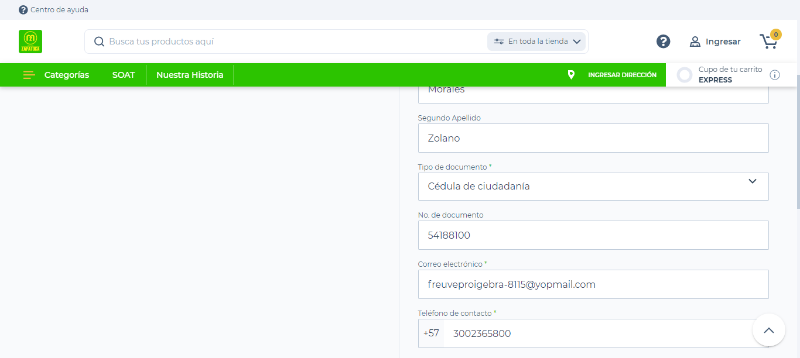 Centro de ayuda
Busca tus productos aquí
En toda la tienda
Ingresar
0
Categorías
SOAT
Nuestra Historia
INGRESAR DIRECCIÓN
Cupo de tu carrito
EXPRESS
Morales
Segundo Apellido
Zolano
Tipo de documento *
Cédula de ciudadanía
No. de documento
54188100
Correo electrónico *
freuveproigebra-8115@yopmail.com
Teléfono de contacto *
+57 3002365800